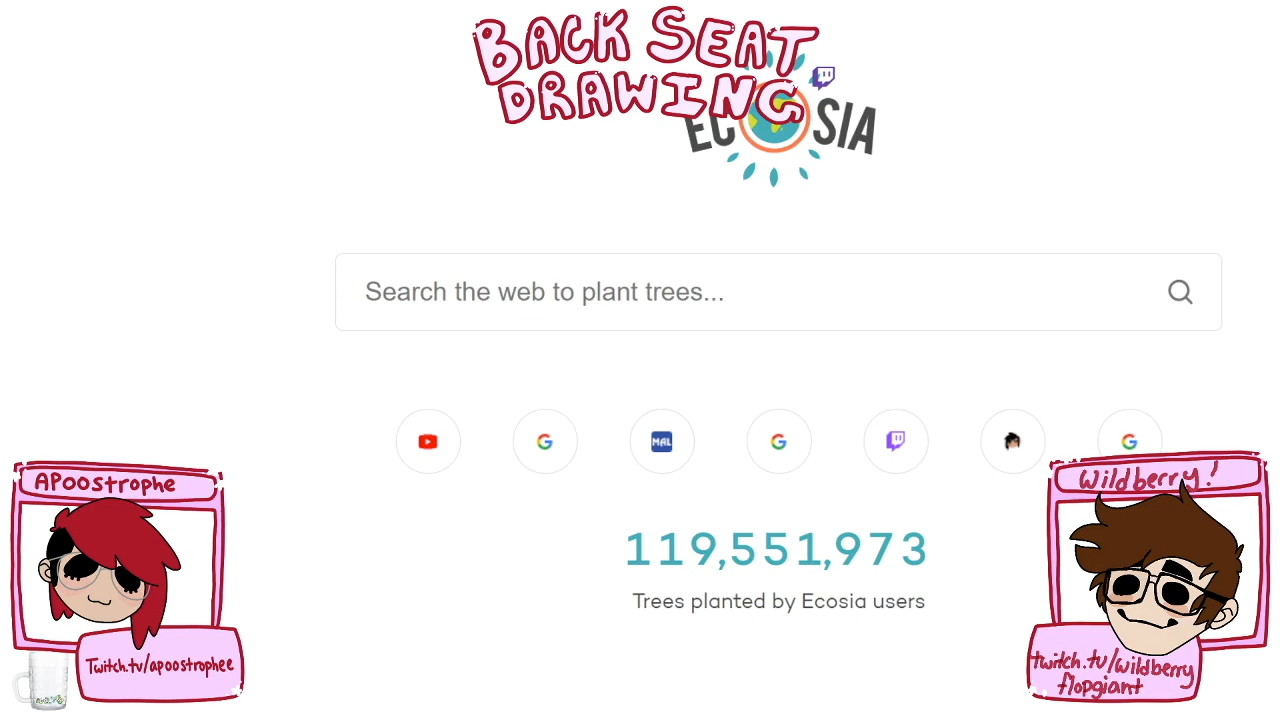 BACK SEAT
DRAWING
ECOSIA
Search the web to plant trees...
MAL
APoostrophe
Wildberry!
119,551,973
Trees planted by Ecosia users
Twitch.tv/apoostrophee
twitch.tv/wildberry
flopgiant